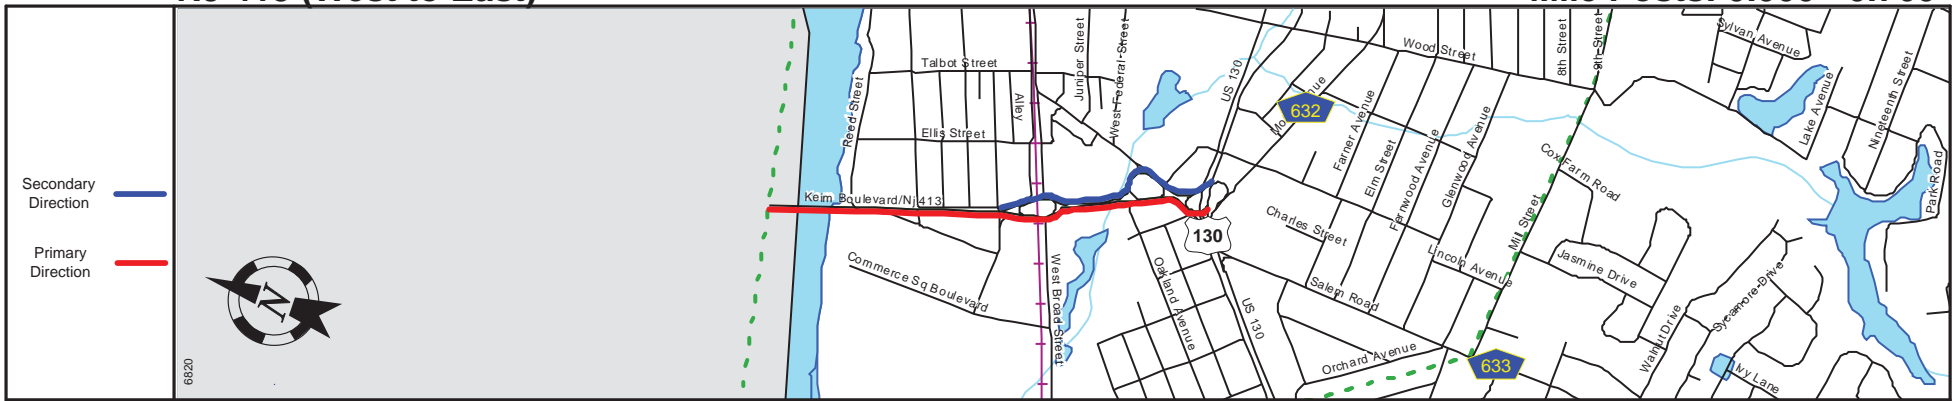 Secondary
Direction
Primary
Direction
N
6820
Talbot Street
Reed Street
Ellis Street
Alley
Juniper Street
West Federal Street
US 130
632
Wood Street
8th Street
9th Street
Sylvan Avenue
Lake Avenue
Nineteenth Street
Park Road
Farner Avenue
Elm Street
Fernwood Avenue
Glenwood Avenue
Cox Farm Road
Mill Street
Keim Boulevard/Nj 413
130
Charles Street
Lincoln Avenue
Jasmine Drive
Commerce Sq Boulevard
West Broad Street
Oakland Avenue
US 130
Salem Road
Orchard Avenue
633
Walnut Drive
Sycamore Drive
Ivy Lane